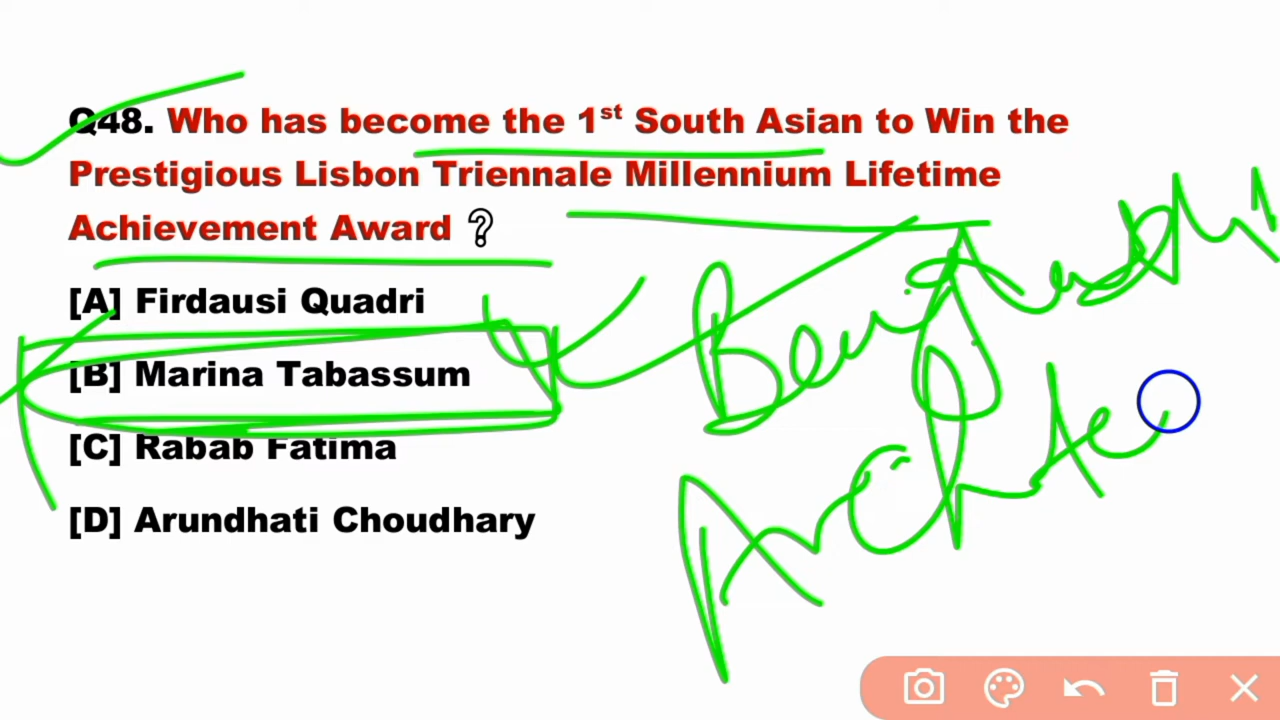 Q48. Who has become the 1st South Asian to Win the
Prestigious Lisbon Triennale Millennium Lifetime
Achievement Award ?
[A] Firdausi Quadri
[B] Marina Tabassum
[C] Rabab Fatima
[D] Arundhati Choudhary